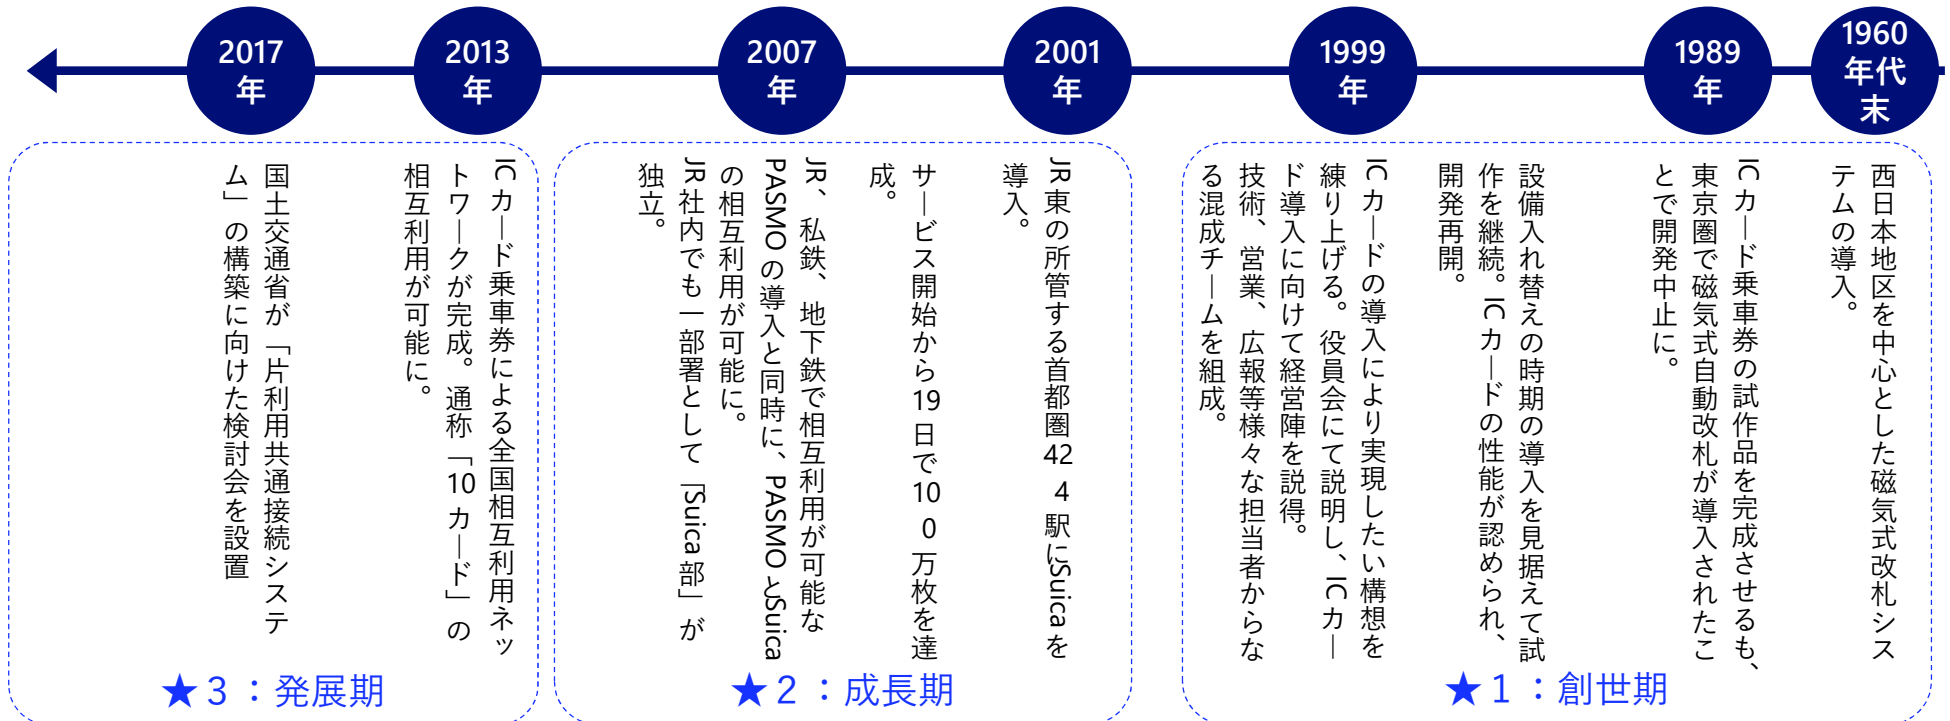 1960
年代
末
西日本地区を中心とした磁気式改札シス
テムの導入。
1989
年
ICカード乗車券の試作品を完成させるも、
東京圏で磁気式自動改札が導入されたこ
とで開発中止に。
設備入れ替えの時期の導入を見据えて試
作を継続。ICカードの性能が認められ、
開発再開。
1999
年
ICカードの導入により実現したい構想を
練り上げる。役員会にて説明し、ICカー
ド導入に向けて経営陣を説得。
技術、営業、広報等様々な担当者からな
る混成チームを組成。
★1：創世期
2001
年
JR東の所管する首都圏424駅にSuicaを
導入。
サービス開始から19日で100万枚を達
成。
2007
年
JR、私鉄、地下鉄で相互利用が可能な
PASMOの導入と同時に、PASMOとSuica
の相互利用が可能に。
JR社内でも一部署として「Suica部」が
独立。
★2：成長期
2013
年
ICカード乗車券による全国相互利用ネッ
トワークが完成。通称「10カード」の
相互利用が可能に。
2017
年
国土交通省が「片利用共通接続システ
ム」の構築に向けた検討会を設置
★3：発展期